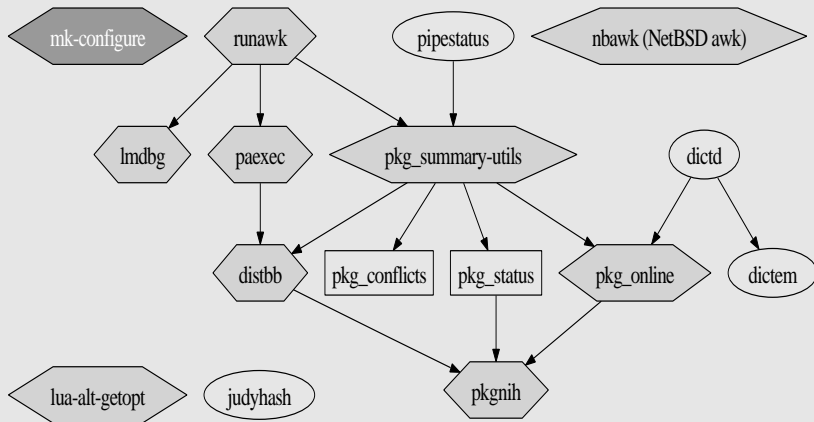 mk-configure
runawk
pipestatus
nbawk (NetBSD awk)
lmdbg
paexec
pkg_summary-utils
dictd
distbb
pkg_conflicts
pkg_status
pkg_online
dictem
lua-alt-getopt
judyhash
pkgnih